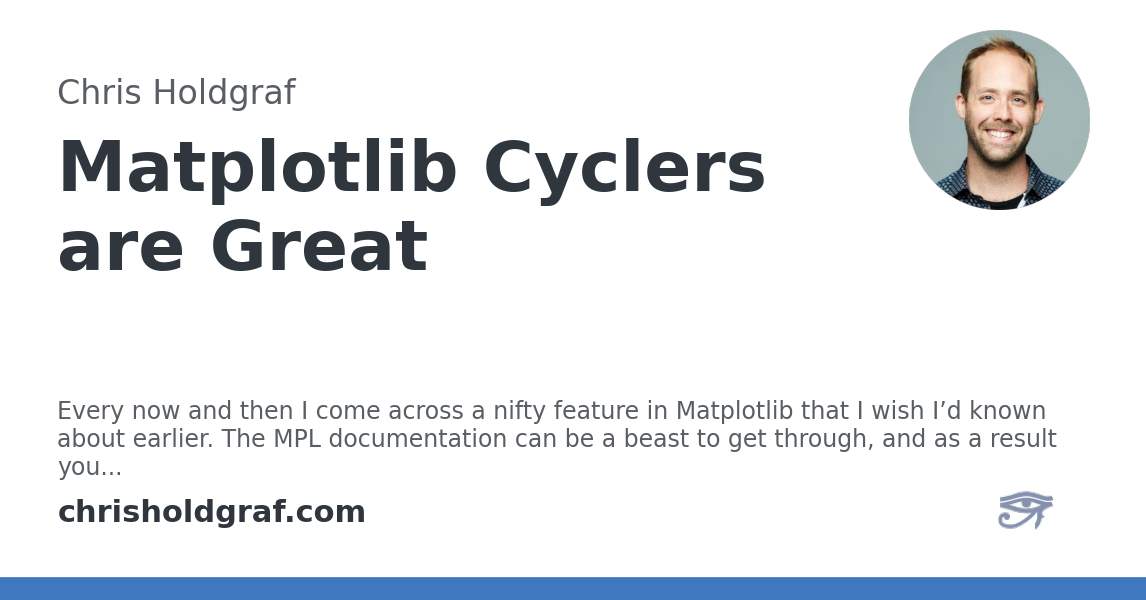 Chris Holdgraf
Matplotlib Cyclers
are Great
Every now and then I come across a nifty feature in Matplotlib that I wish I’d known
about earlier. The MPL documentation can be a beast to get through, and as a result
you...
chrisholdgraf.com